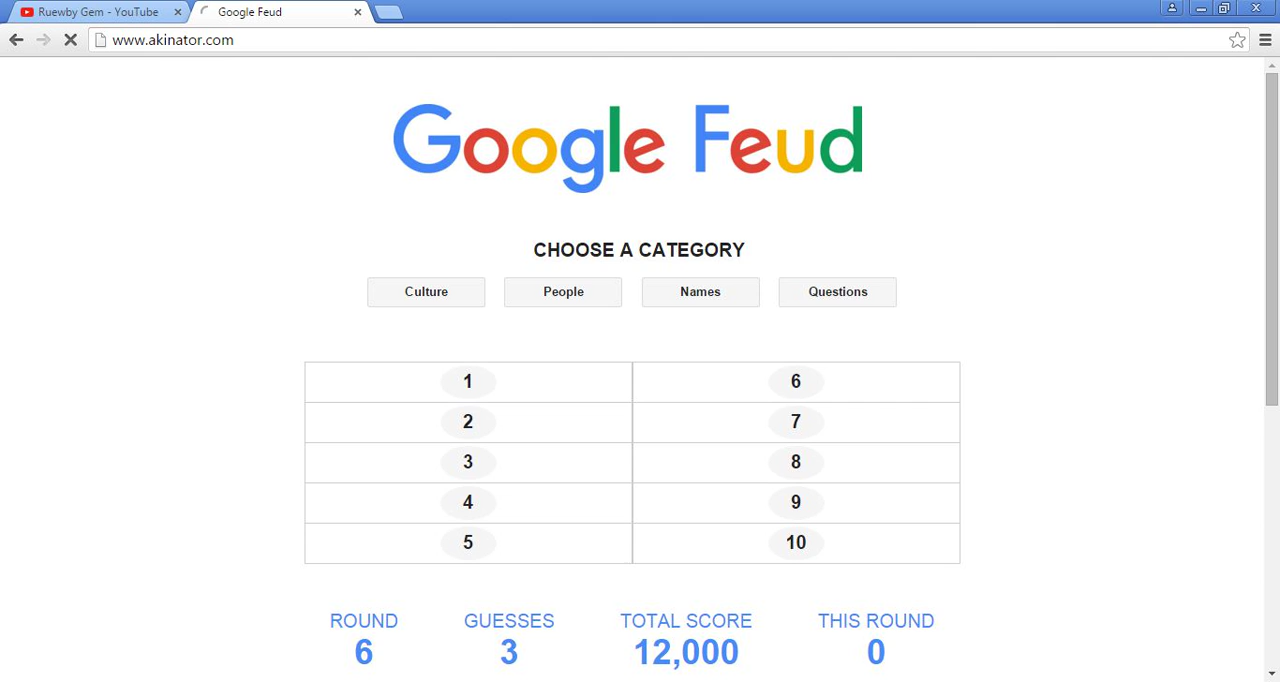 Ruewby Gem - YouTube
Google Feud
www.akinator.com
Google Feud
CHOOSE A CATEGORY
Culture People Names Questions
1 6
2 7
3 8
4 9
5 10
ROUND GUESSES TOTAL SCORE THIS ROUND
6 3 12,000 0